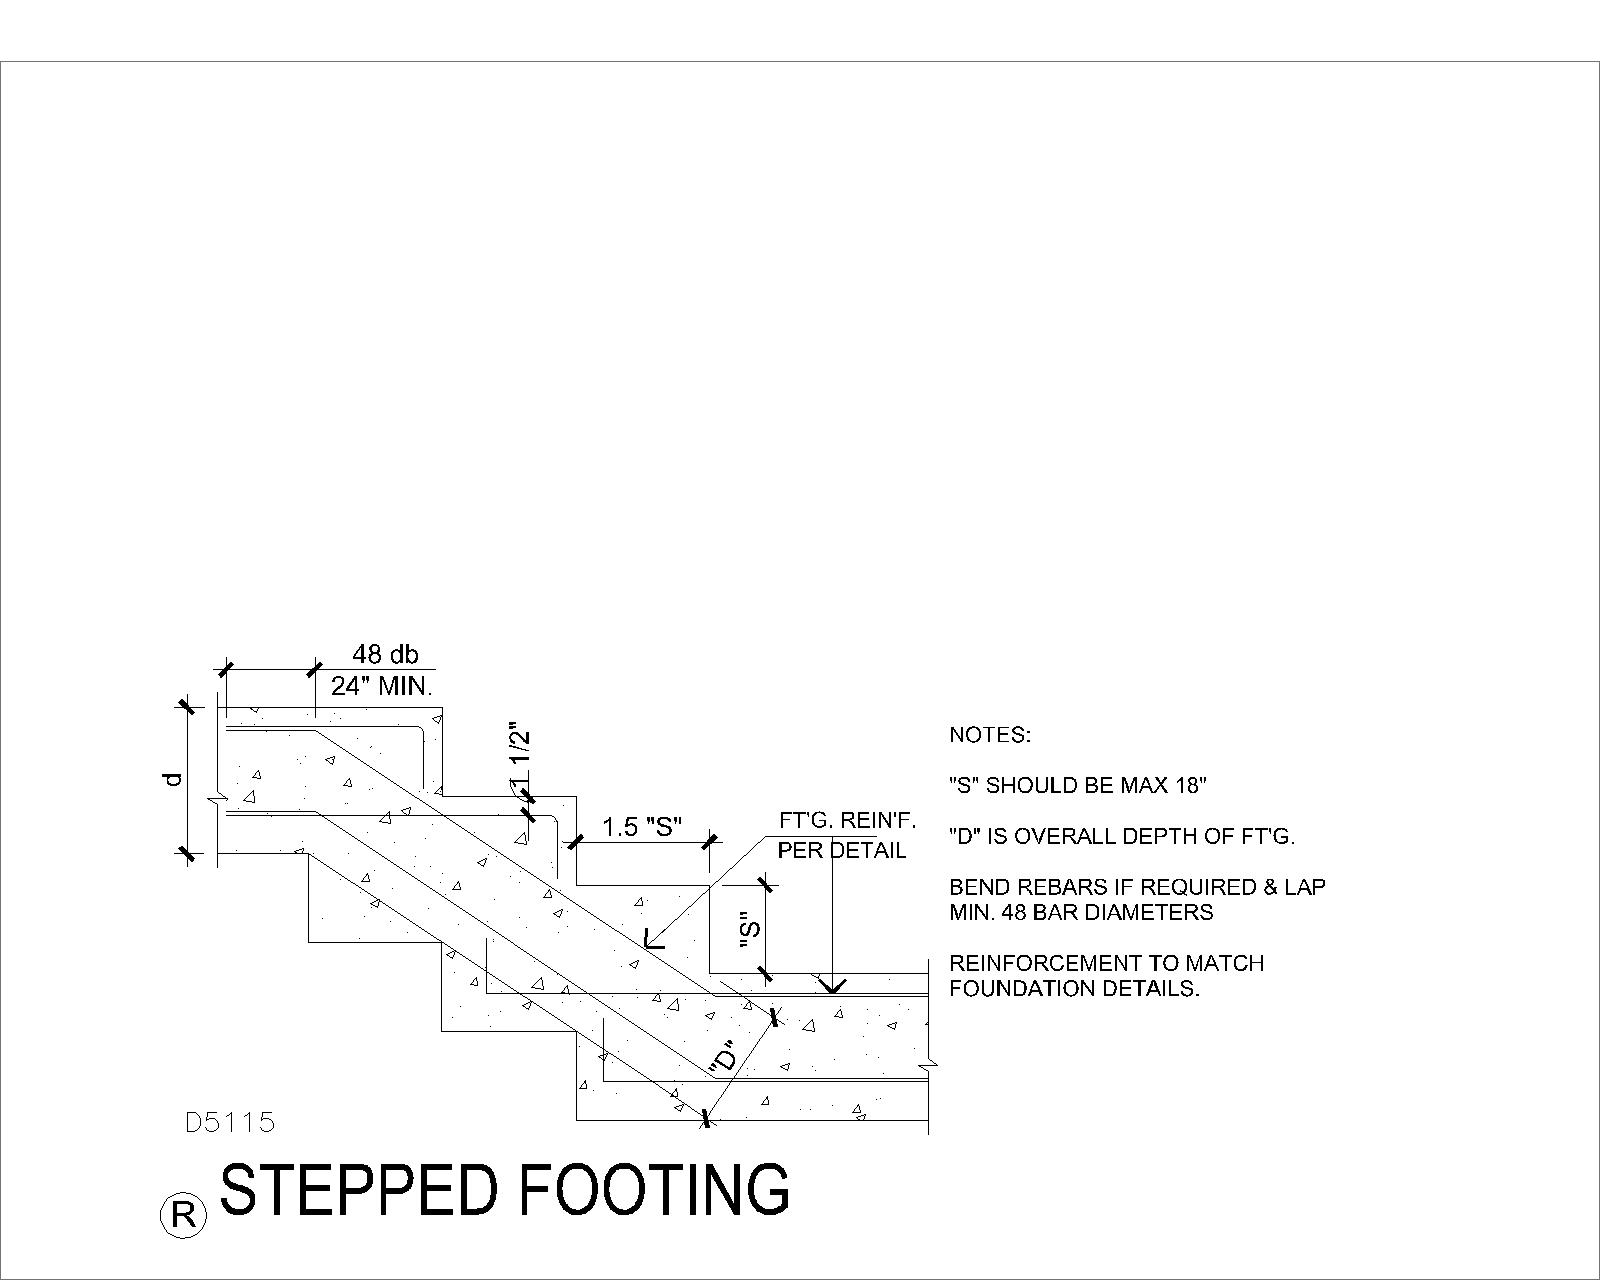 48 db
24" MIN.
d
1 1/2"
1.5 "S"
FT'G. REIN'F.
PER DETAIL
"S"
"D"
NOTES:
"S" SHOULD BE MAX 18"
"D" IS OVERALL DEPTH OF FT'G.
BEND REBARS IF REQUIRED & LAP
MIN. 48 BAR DIAMETERS
REINFORCEMENT TO MATCH
FOUNDATION DETAILS.
D5115
R STEPPED FOOTING